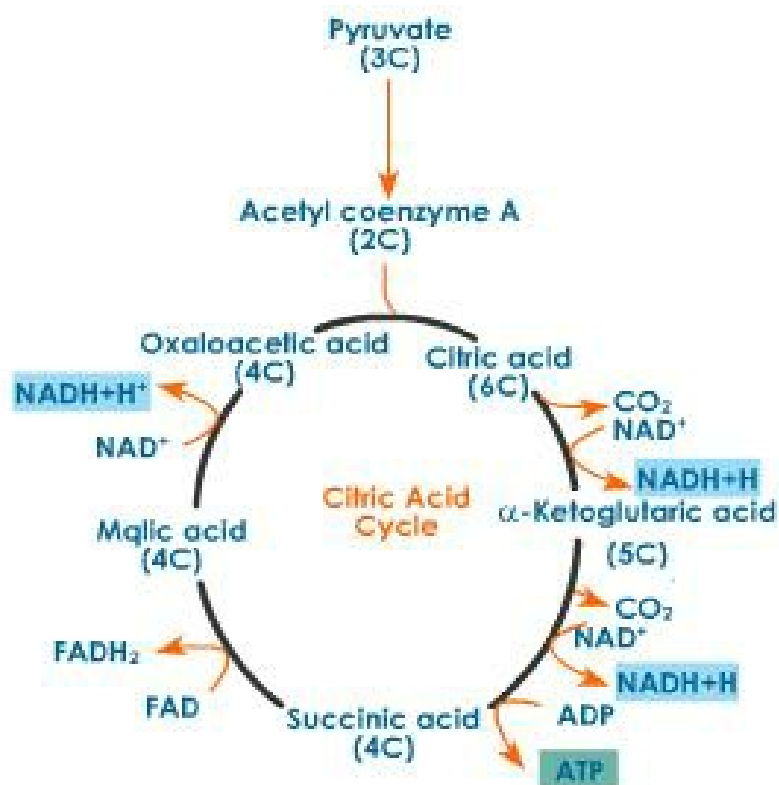 Pyruvate
(3C)
Acetyl coenzyme A
(2C)
Oxaloacetic acid
(4C)
Citric acid
(6C)
NADH+H⁺
NAD⁺
CO₂
NAD⁺
NADH+H
Citric Acid
Cycle
α-Ketoglutaric acid
(5C)
Malic acid
(4C)
CO₂
NAD⁺
NADH+H
FADH₂
FAD
Succinic acid
(4C)
ADP
ATP